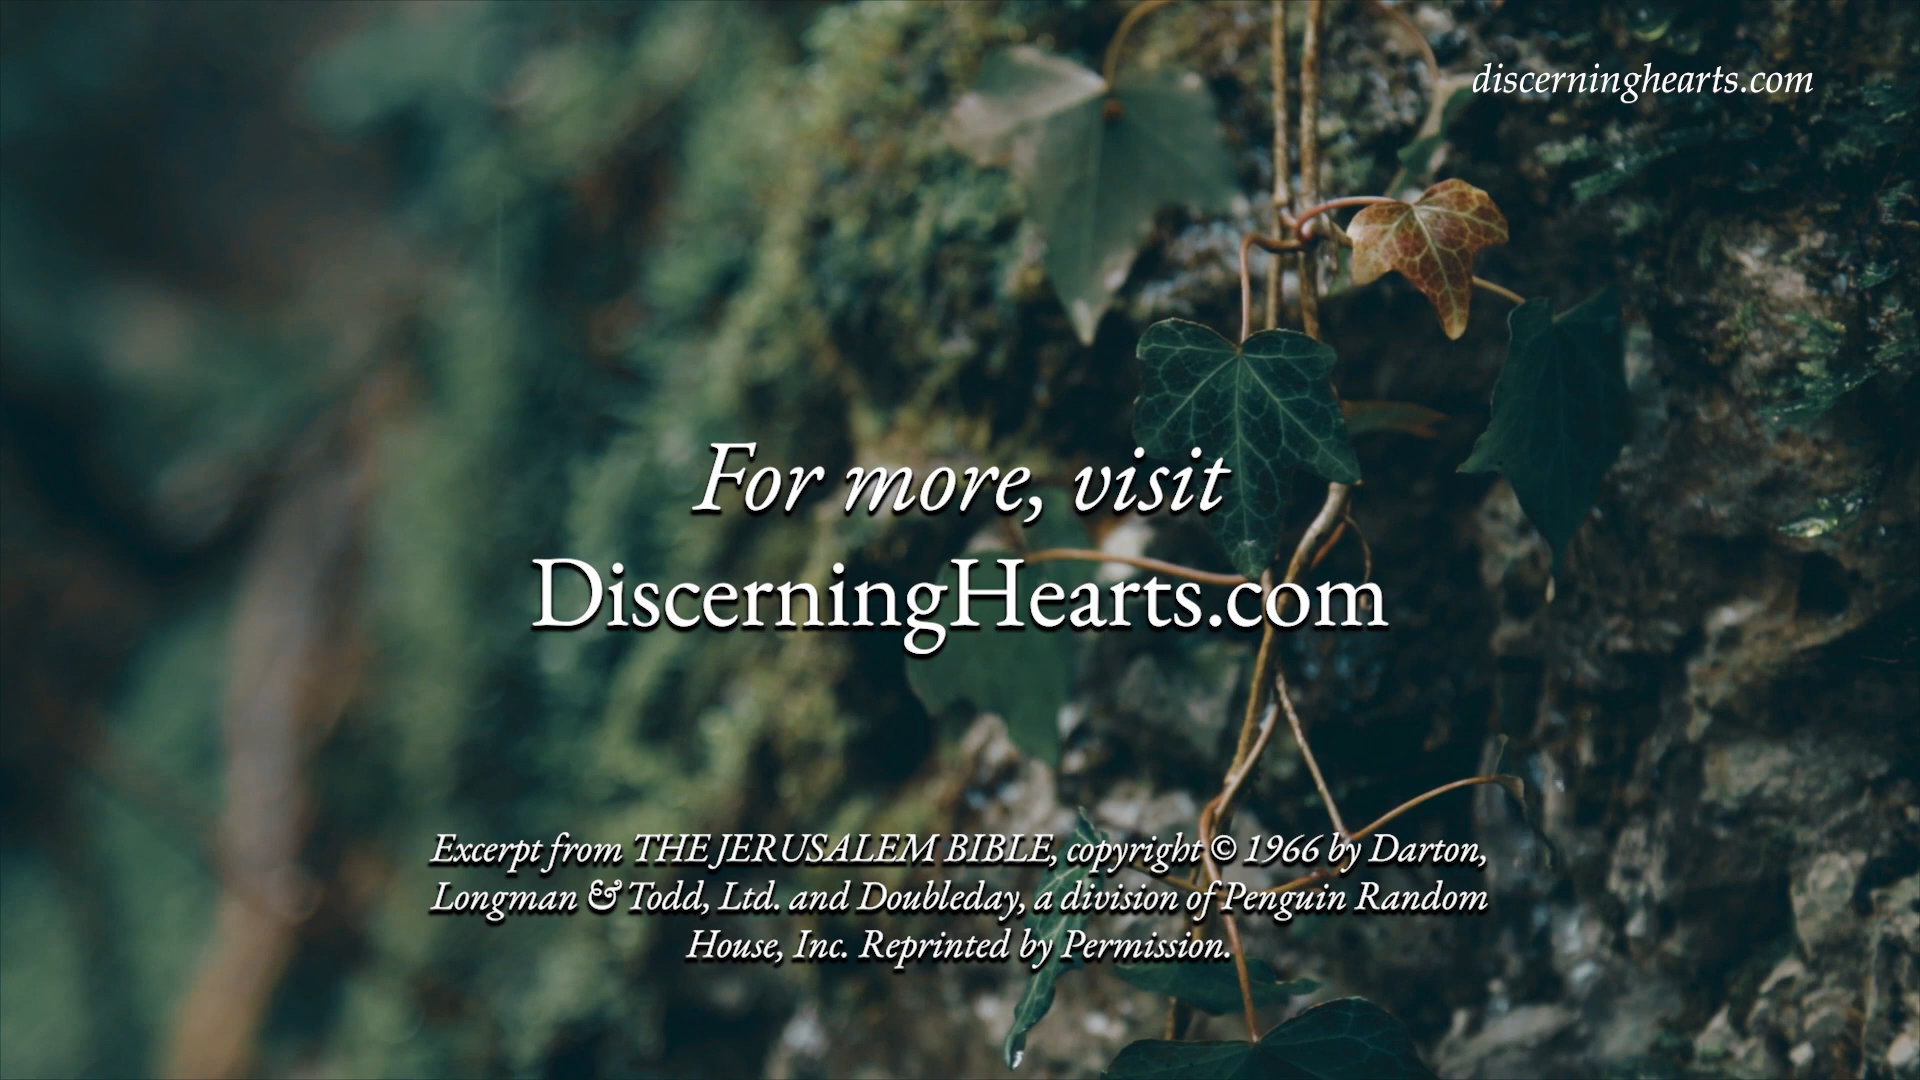 discerninghearts.com
For more, visit
DiscerningHearts.com
Excerpt from THE JERUSALEM BIBLE, copyright © 1966 by Darton,
Longman & Todd, Ltd. and Doubleday, a division of Penguin Random
House, Inc. Reprinted by Permission.